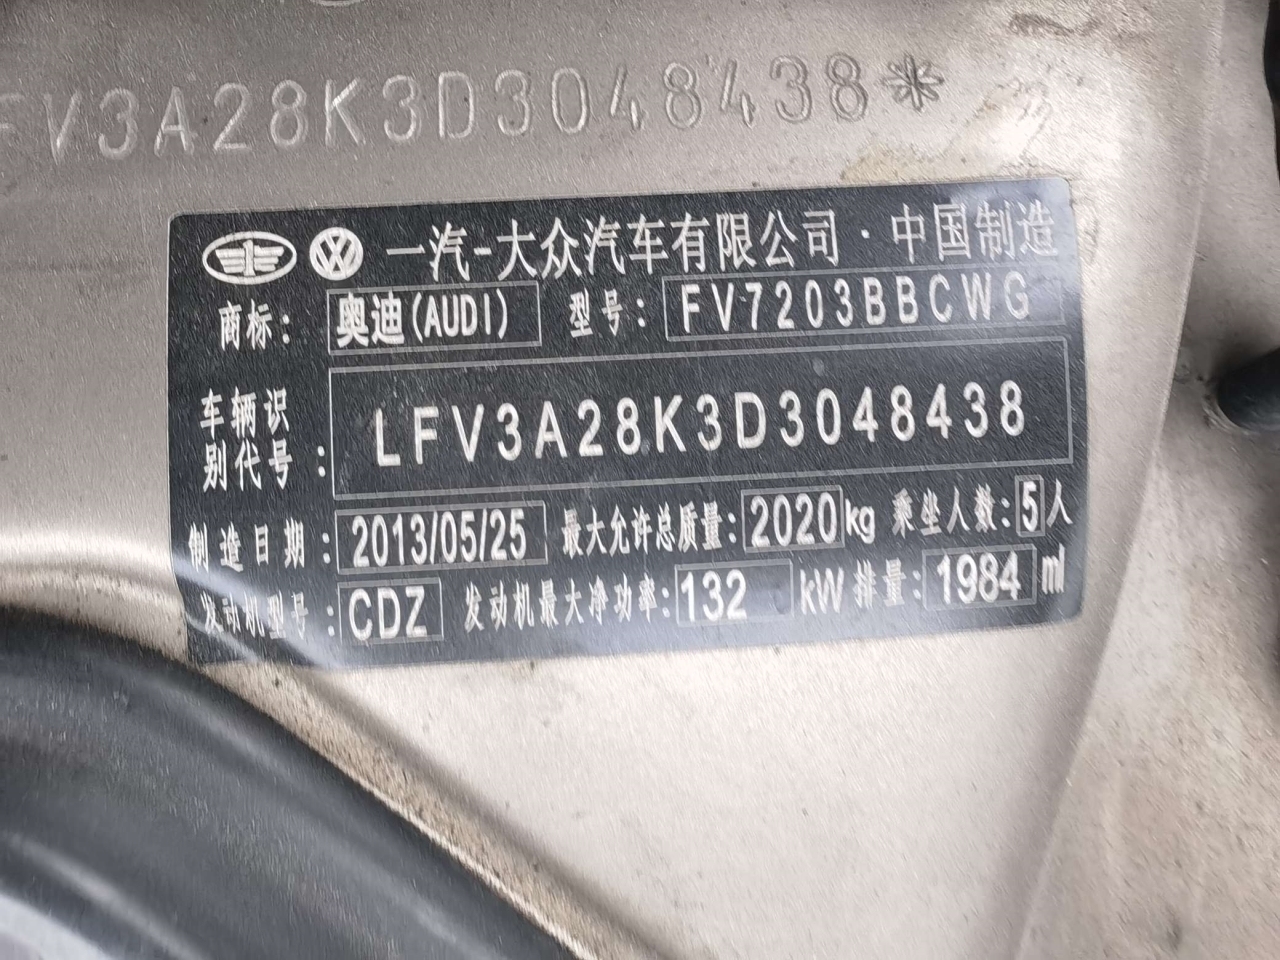 FV3A28K3D3048438*
一汽-大众汽车有限公司·中国制造
商标: 奥迪(AUDI) 型号: FV7203BBCWG
车辆识别代号: LFV3A28K3D3048438
制造日期: 2013/05/25 最大允许总质量: 2020kg 乘坐人数: 5人
发动机型号: CDZ 发动机最大净功率: 132 kW 排量: 1984 ml